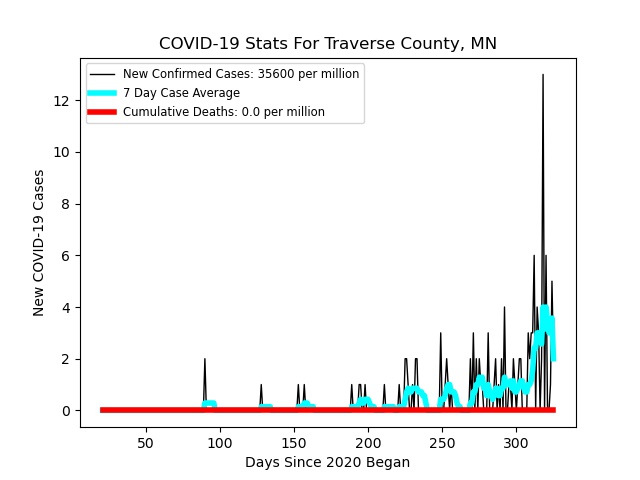 COVID-19 Stats For Traverse County, MN
New Confirmed Cases: 35600 per million
7 Day Case Average
Cumulative Deaths: 0.0 per million
New COVID-19 Cases
12
10
8
6
4
2
0
50 100 150 200 250 300
Days Since 2020 Began